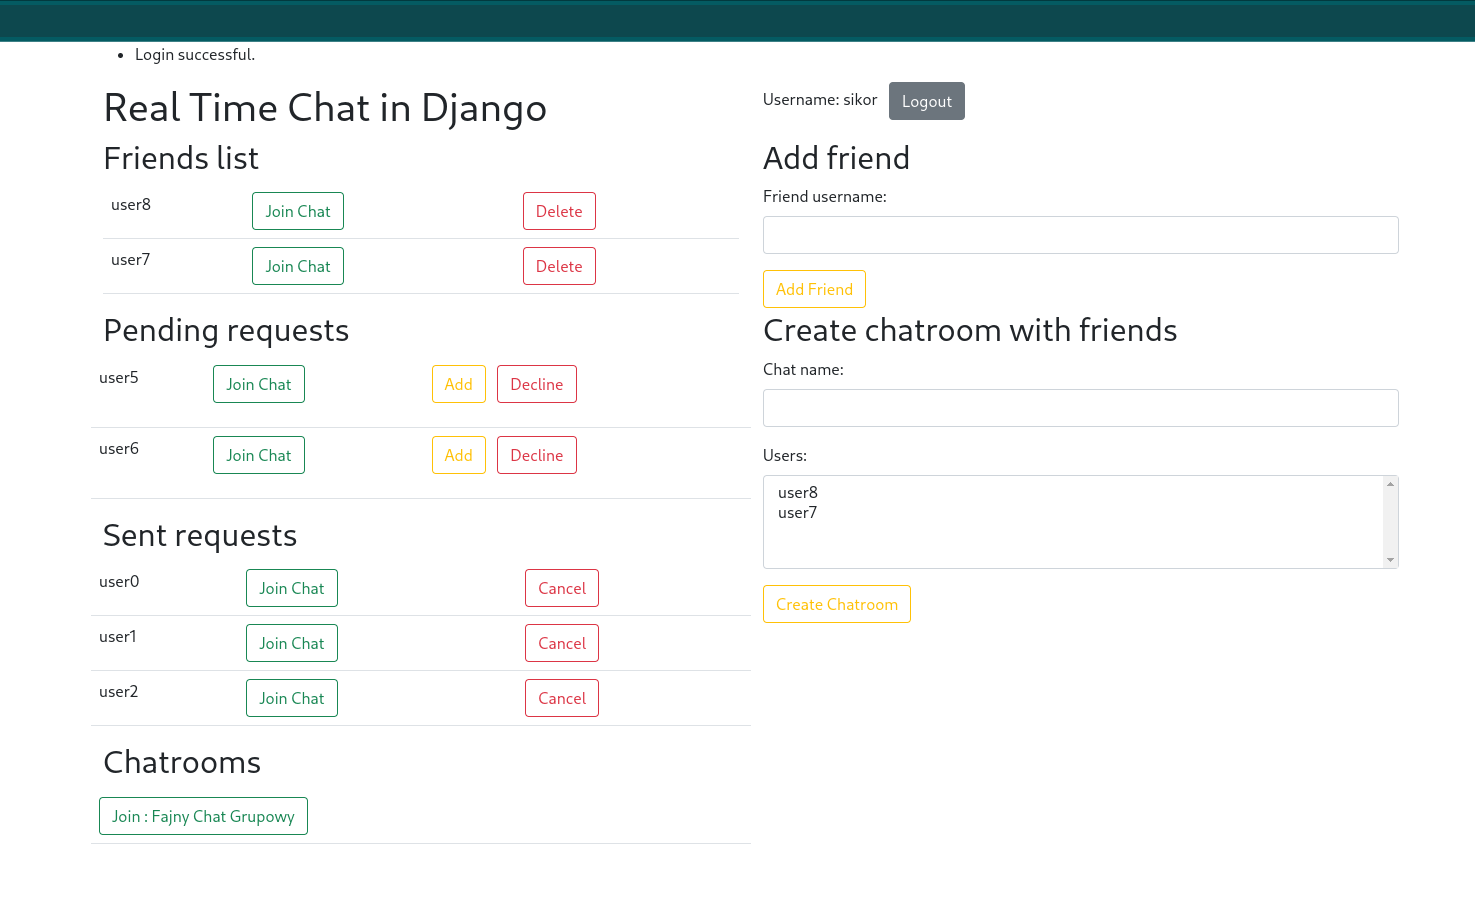 Login successful.
Real Time Chat in Django
Username: sikor Logout
Friends list
user8 Join Chat Delete
user7 Join Chat Delete
Pending requests
user5 Join Chat Add Decline
user6 Join Chat Add Decline
Sent requests
user0 Join Chat Cancel
user1 Join Chat Cancel
user2 Join Chat Cancel
Chatrooms
Join : Fajny Chat Grupowy
Add friend
Friend username:
Add Friend
Create chatroom with friends
Chat name:
Users:
user8
user7
Create Chatroom